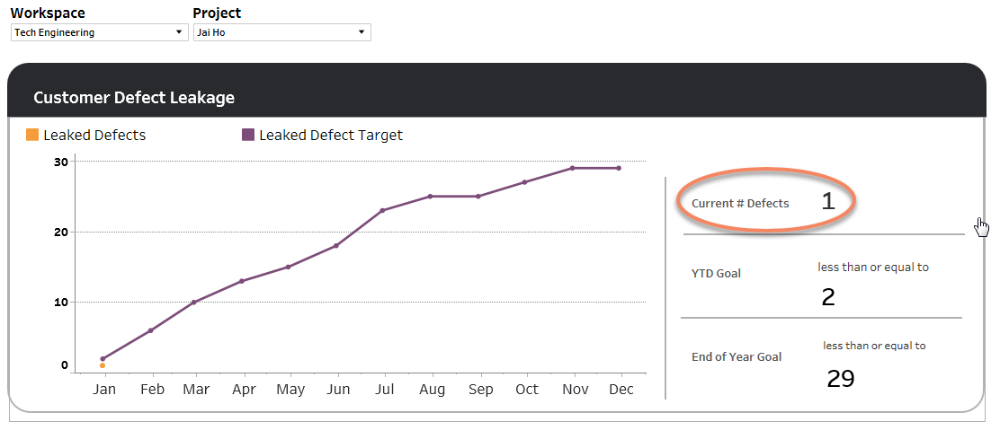 Workspace Project
Tech Engineering Jai Ho
Customer Defect Leakage
Leaked Defects Leaked Defect Target
30
20
10
0
Jan Feb Mar Apr May Jun Jul Aug Sep Oct Nov Dec
Current # Defects 1
YTD Goal less than or equal to
2
End of Year Goal less than or equal to
29